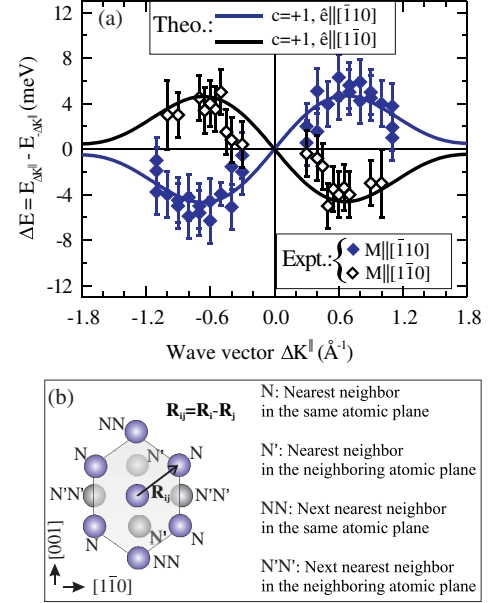 (a)
Theo.: c=+1, ê||[1̄10]
c=+1, ê||[11̄0]
ΔE = E_ΔK^|| - E_-ΔK^|| (meV)
12
8
4
0
-4
-8
-12
Expt.: { M||[1̄10]
M||[11̄0]
-1.8 -1.2 -0.6 0.0 0.6 1.2 1.8
Wave vector ΔK^|| (Å^-1)
(b)
R_ij=R_i-R_j
NN
N N' N
N'N' R_ij N'N'
N N' N
NN
[001]
[11̄0]
N: Nearest neighbor
in the same atomic plane
N': Nearest neighbor
in the neighboring atomic plane
NN: Next nearest neighbor
in the same atomic plane
N'N': Next nearest neighbor
in the neighboring atomic plane